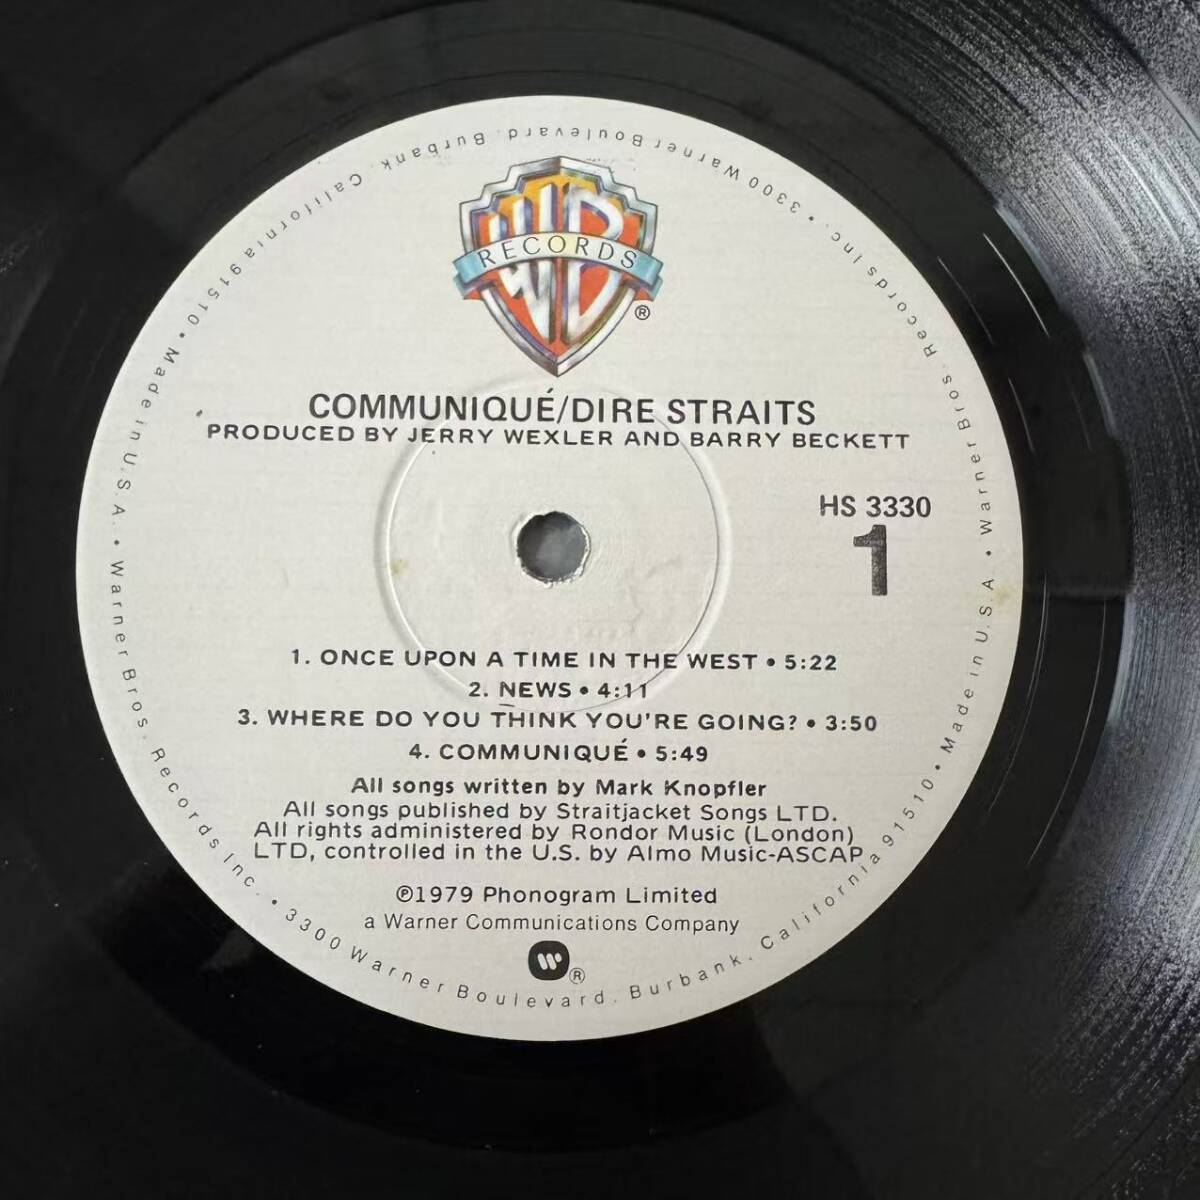 WB
RECORDS
®
COMMUNIQUÉ/DIRE STRAITS
PRODUCED BY JERRY WEXLER AND BARRY BECKETT
HS 3330
1
1. ONCE UPON A TIME IN THE WEST • 5:22
2. NEWS • 4:11
3. WHERE DO YOU THINK YOU'RE GOING? • 3:50
4. COMMUNIQUÉ • 5:49
All songs written by Mark Knopfler
All songs published by Straitjacket Songs LTD.
All rights administered by Rondor Music (London)
LTD, controlled in the U.S. by Almo Music-ASCAP
℗1979 Phonogram Limited
a Warner Communications Company
®
Warner Bros. Records Inc. • 3300 Warner Boulevard, Burbank, California 91510 • Made in U.S.A. • Warner Bros. Records Inc. • 3300 Warner Boulevard, Burbank, California 91510 • Made in U.S.A. •